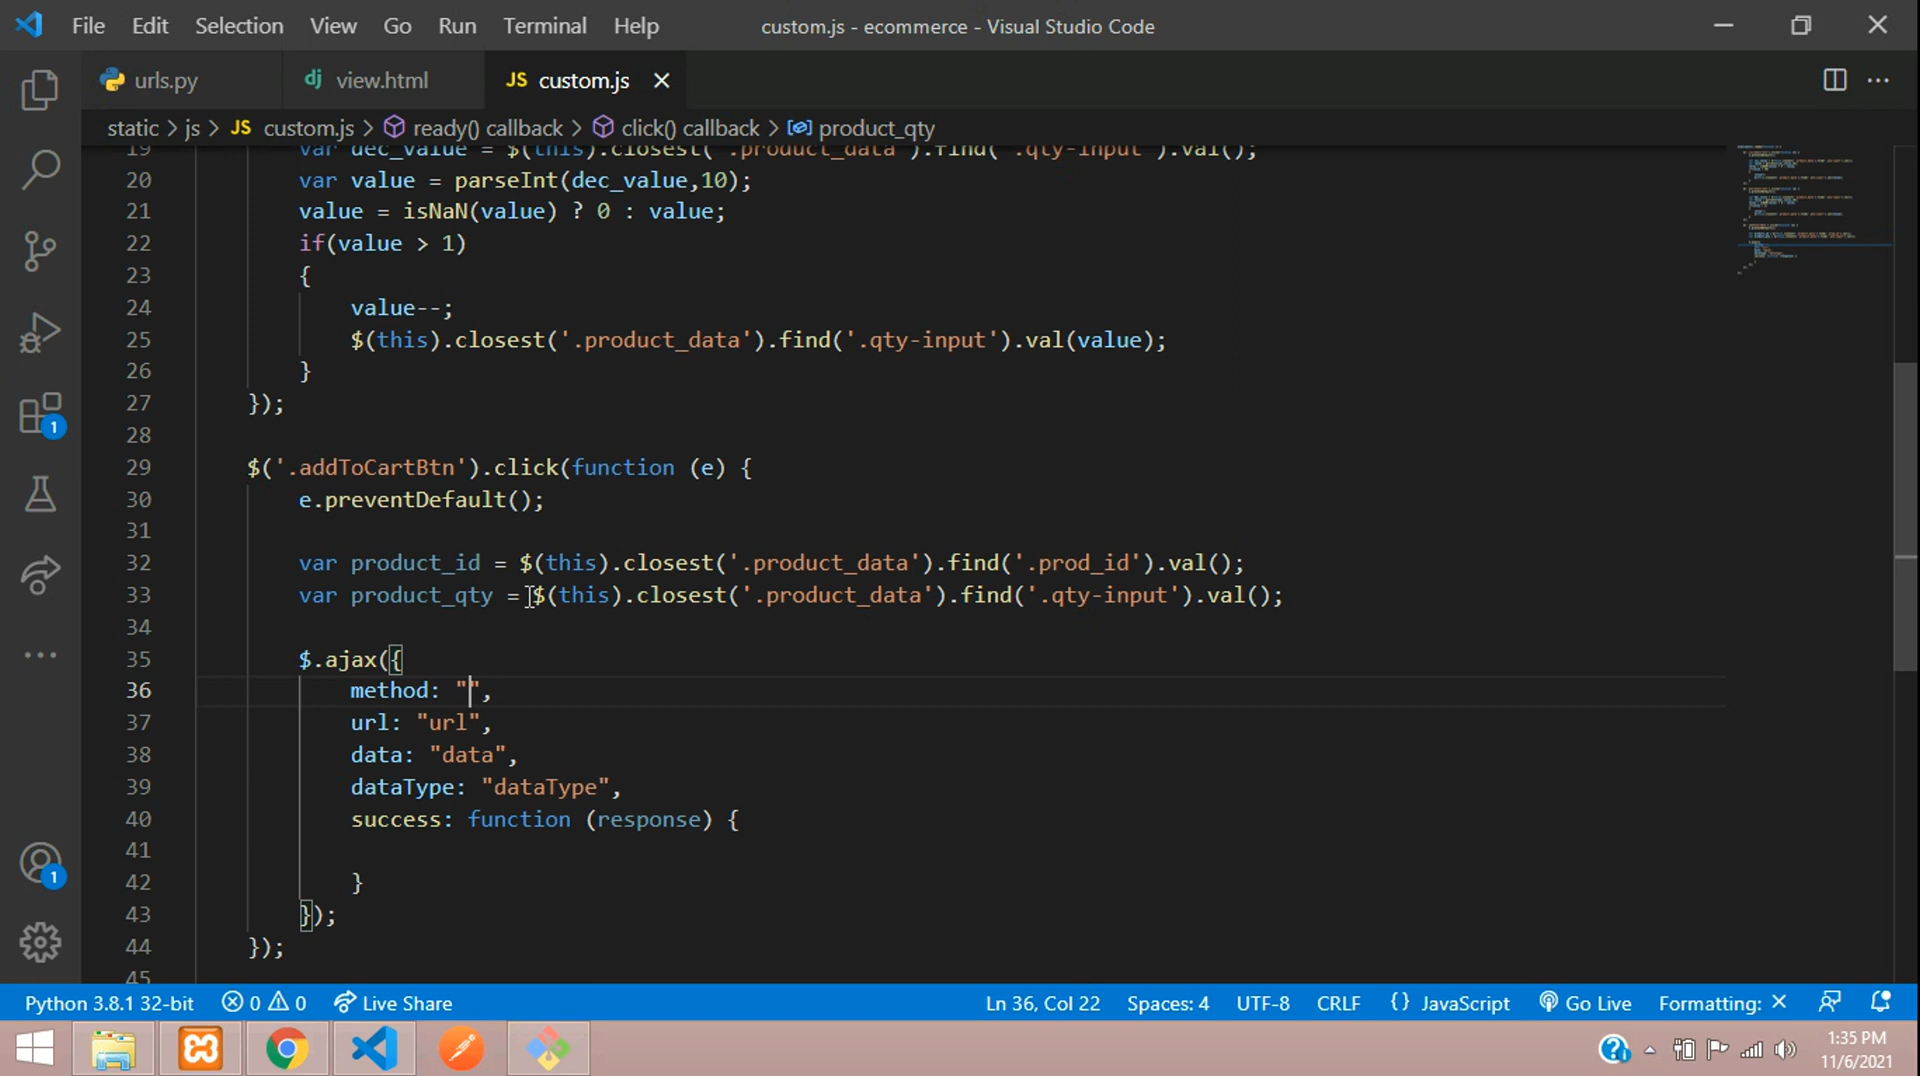 File Edit Selection View Go Run Terminal Help custom.js - ecommerce - Visual Studio Code
urls.py dj view.html JS custom.js
static > js > JS custom.js > ready() callback > click() callback > product_qty
19 var dec_value = $(this).closest('.product_data').find('.qty-input').val();
20 var value = parseInt(dec_value,10);
21 value = isNaN(value) ? 0 : value;
22 if(value > 1)
23 {
24 value--;
25 $(this).closest('.product_data').find('.qty-input').val(value);
26 }
27 });
28
29 $('.addToCartBtn').click(function (e) {
30 e.preventDefault();
31
32 var product_id = $(this).closest('.product_data').find('.prod_id').val();
33 var product_qty = $(this).closest('.product_data').find('.qty-input').val();
34
35 $.ajax({
36 method: "",
37 url: "url",
38 data: "data",
39 dataType: "dataType",
40 success: function (response) {
41
42 }
43 });
44 });
45
1
1
Python 3.8.1 32-bit 0 0 Live Share Ln 36, Col 22 Spaces: 4 UTF-8 CRLF {} JavaScript Go Live Formatting: ×
1:35 PM
11/6/2021